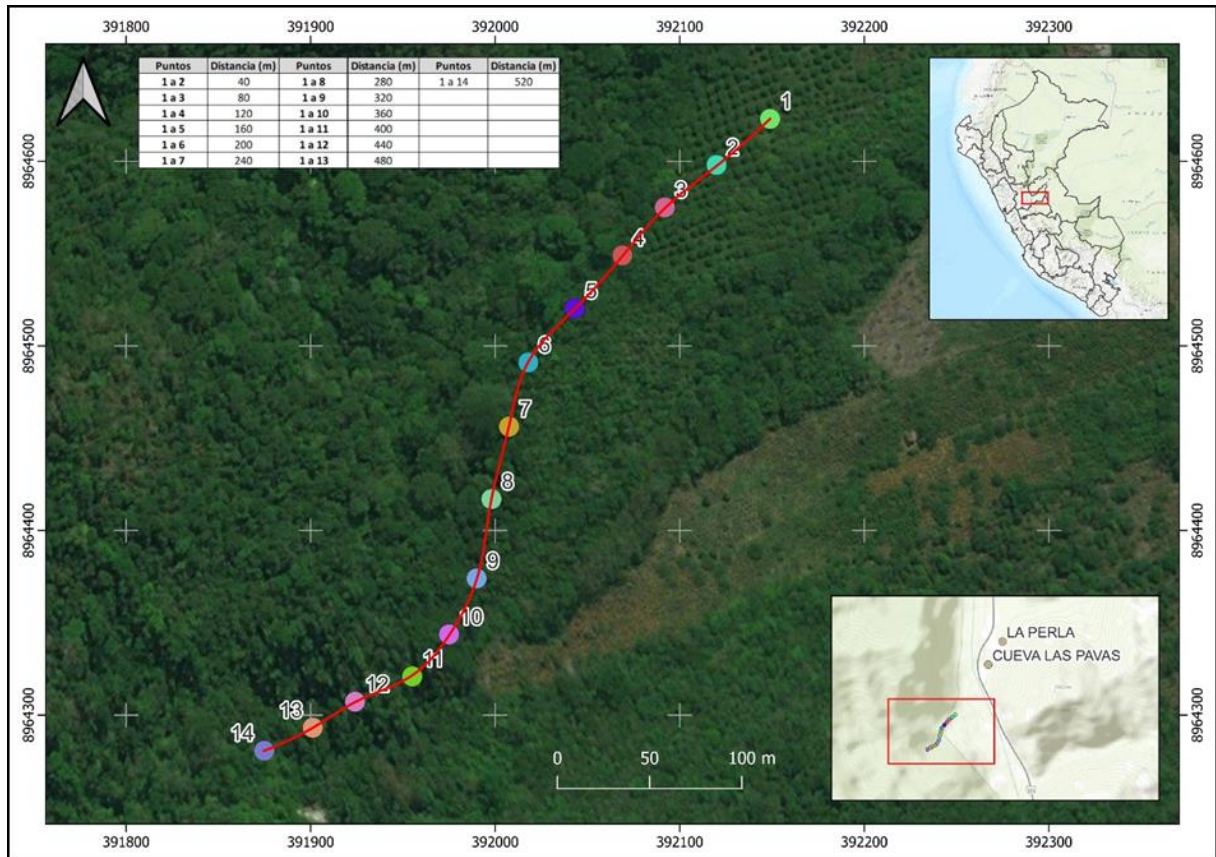 391800 391900 392000 392100 392200 392300
Puntos Distancia (m) Puntos Distancia (m) Puntos Distancia (m)
1 a 2 40 1 a 8 280 1 a 14 520
1 a 3 80 1 a 9 320
1 a 4 120 1 a 10 360
1 a 5 160 1 a 11 400
1 a 6 200 1 a 12 440
1 a 7 240 1 a 13 480
1
2
8964600 8964600
3
4
5
6
8964500 8964500
7
8
8964400 8964400
9
10
11
LA PERLA
CUEVA LAS PAVAS
12
13
8964300 8964300
14
0 50 100 m
391800 391900 392000 392100 392200 392300